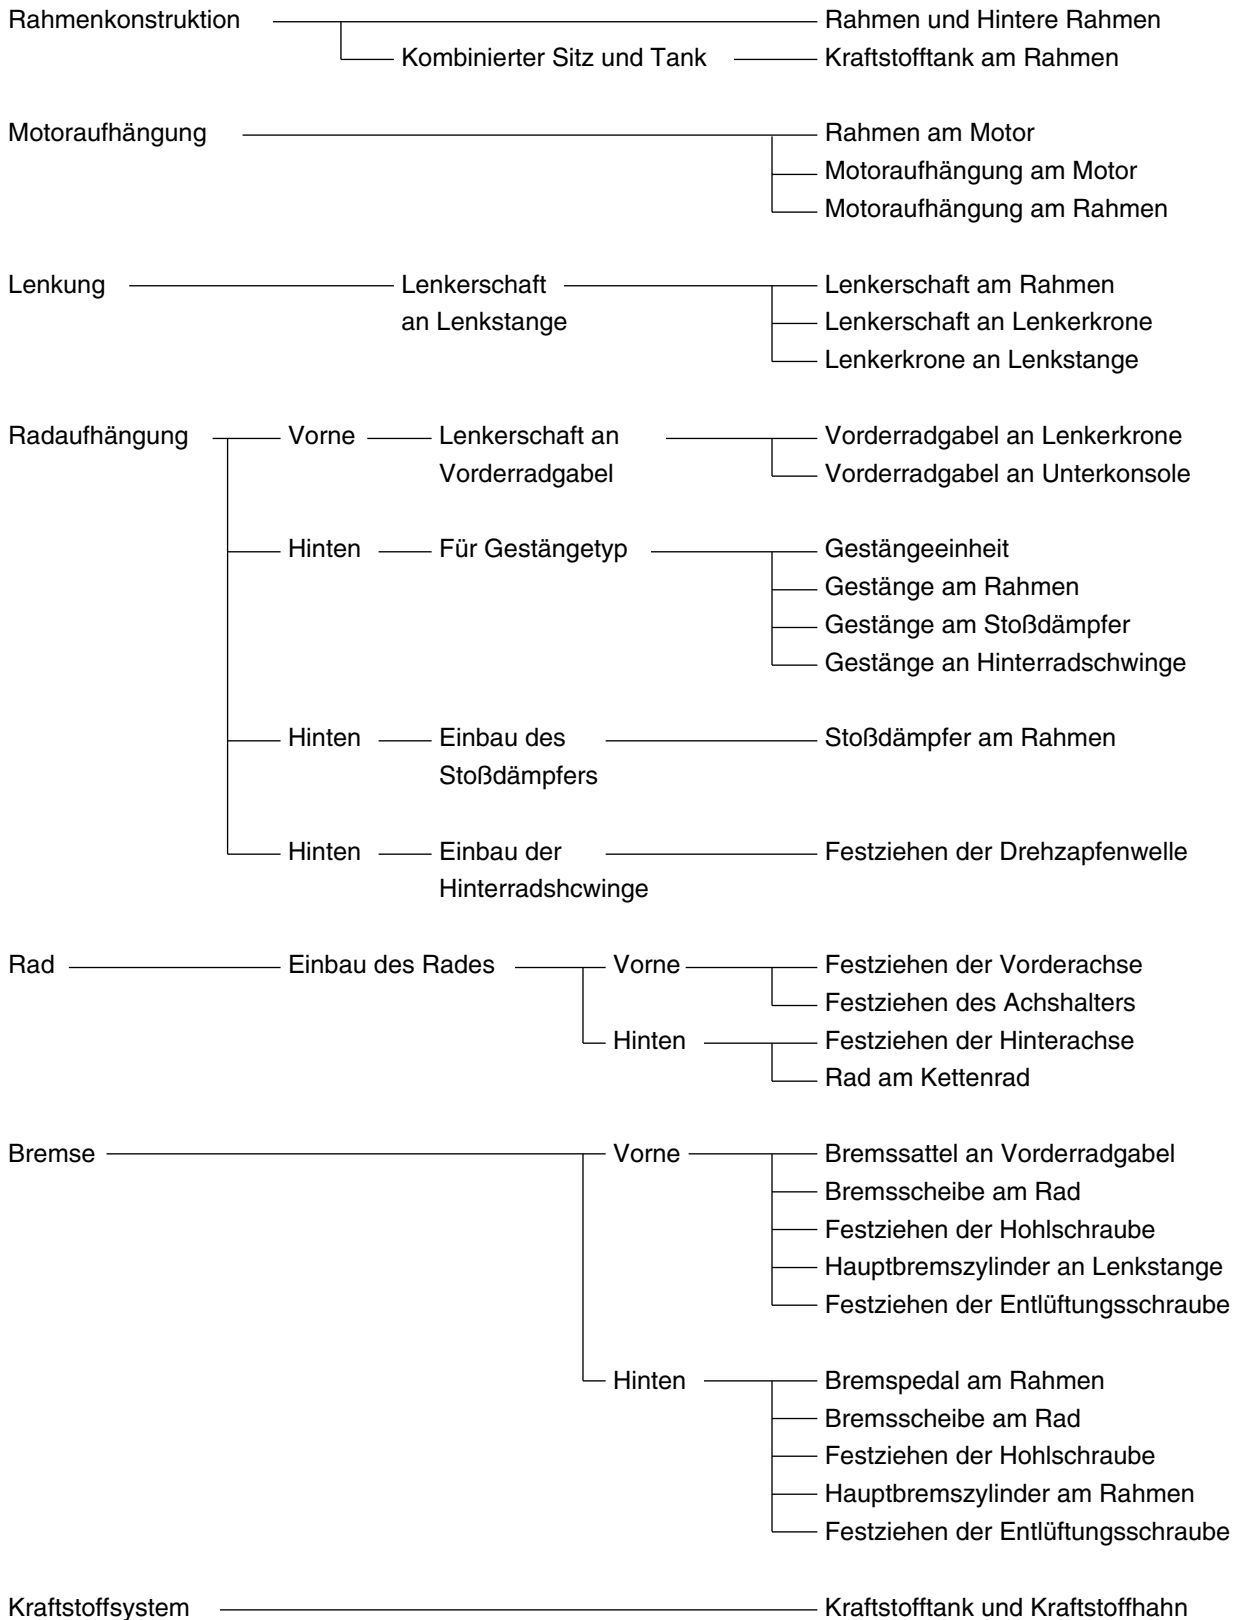 Rahmenkonstruktion Rahmen und Hintere Rahmen
Kombinierter Sitz und Tank Kraftstofftank am Rahmen
Motoraufhängung Rahmen am Motor
Motoraufhängung am Motor
Motoraufhängung am Rahmen
Lenkung Lenkerschaft Lenkerschaft am Rahmen
an Lenkstange Lenkerschaft an Lenkerkrone
Lenkerkrone an Lenkstange
Radaufhängung Vorne Lenkerschaft an Vorderradgabel an Lenkerkrone
Vorderradgabel Vorderradgabel an Unterkonsole
Hinten Für Gestängetyp Gestängeeinheit
Gestänge am Rahmen
Gestänge am Stoßdämpfer
Gestänge an Hinterradschwinge
Hinten Einbau des Stoßdämpfer am Rahmen
Stoßdämpfers
Hinten Einbau der Festziehen der Drehzapfenwelle
Hinterradshcwinge
Rad Einbau des Rades Vorne Festziehen der Vorderachse
Festziehen des Achshalters
Hinten Festziehen der Hinterachse
Rad am Kettenrad
Bremse Vorne Bremssattel an Vorderradgabel
Bremsscheibe am Rad
Festziehen der Hohlschraube
Hauptbremszylinder an Lenkstange
Festziehen der Entlüftungsschraube
Hinten Bremspedal am Rahmen
Bremsscheibe am Rad
Festziehen der Hohlschraube
Hauptbremszylinder am Rahmen
Festziehen der Entlüftungsschraube
Kraftstoffsystem Kraftstofftank und Kraftstoffhahn